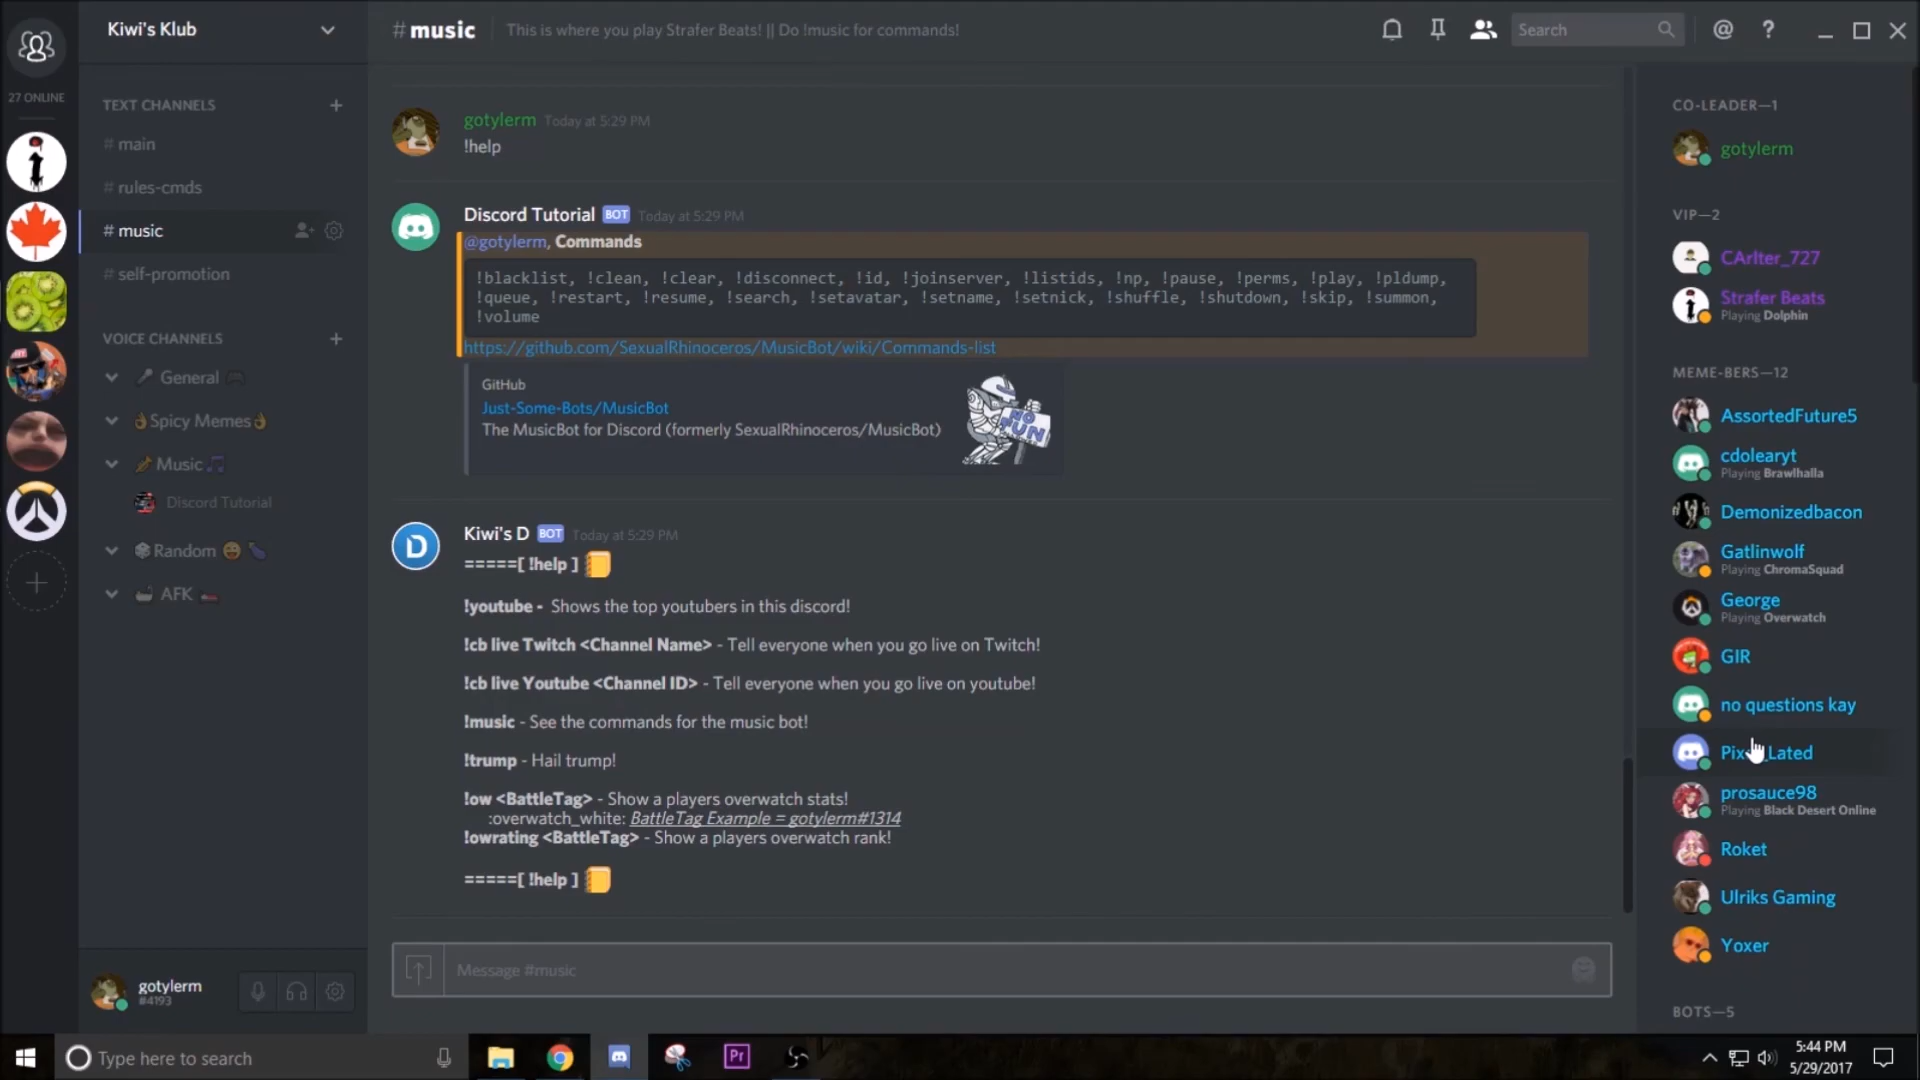 Kiwi's Klub
#music
This is where you play Strafer Beats! || Do !music for commands!
Search
27 ONLINE
TEXT CHANNELS
# main
# rules-cmds
# music
# self-promotion
VOICE CHANNELS
General
Spicy Memes
Music
Discord Tutorial
Random
AFK
gotylerm
#4193
gotylerm Today at 5:29 PM
!help
Discord Tutorial BOT Today at 5:29 PM
@gotylerm, Commands
!blacklist, !clean, !clear, !disconnect, !id, !joinserver, !listids, !np, !pause, !perms, !play, !pldump,
!queue, !restart, !resume, !search, !setavatar, !setname, !setnick, !shuffle, !shutdown, !skip, !summon,
!volume
https://github.com/SexualRhinoceros/MusicBot/wiki/Commands-list
GitHub
Just-Some-Bots/MusicBot
The MusicBot for Discord (formerly SexualRhinoceros/MusicBot)
NO FUN
Kiwi's D BOT Today at 5:29 PM
=====[ !help ]
!youtube - Shows the top youtubers in this discord!
!cb live Twitch <Channel Name> - Tell everyone when you go live on Twitch!
!cb live Youtube <Channel ID> - Tell everyone when you go live on youtube!
!music - See the commands for the music bot!
!trump - Hail trump!
!ow <BattleTag> - Show a players overwatch stats!
:overwatch_white: BattleTag Example = gotylerm#1314
!owrating <BattleTag> - Show a players overwatch rank!
=====[ !help ]
Message #music
CO-LEADER—1
gotylerm
VIP—2
CArlter_727
Strafer Beats
Playing Dolphin
MEME-BERS—12
AssortedFuture5
cdolearyt
Playing Brawlhalla
Demonizedbacon
Gatlinwolf
Playing ChromaSquad
George
Playing Overwatch
GIR
no questions kay
prosauce98
Playing Black Desert Online
Roket
Ulriks Gaming
Yoxer
BOTS—5
Type here to search
Pr
5:44 PM
5/29/2017